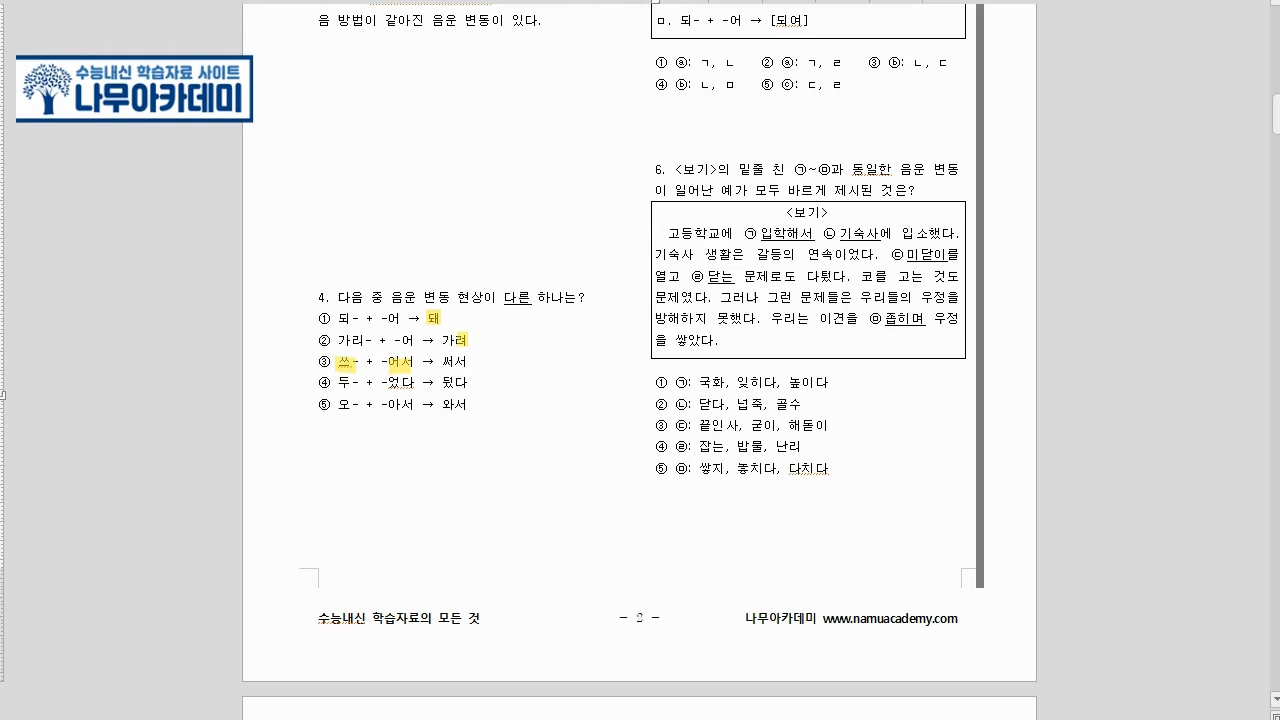 음 방법이 같아진 음운 변동이 있다.
수능내신 학습자료 사이트
나무아카데미
4. 다음 중 음운 변동 현상이 다른 하나는?
① 되- + -어 → 돼
② 가리- + -어 → 가려
③ 쓰- + -어서 → 써서
④ 두- + -었다 → 뒀다
⑤ 오- + -아서 → 와서
ㅁ. 되- + -어 → [되여]
① ⓐ: ㄱ, ㄴ ② ⓐ: ㄱ, ㄹ ③ ⓑ: ㄴ, ㄷ
④ ⓑ: ㄴ, ㅁ ⑤ ⓒ: ㄷ, ㄹ
6. <보기>의 밑줄 친 ㉠~㉤과 동일한 음운 변동
이 일어난 예가 모두 바르게 제시된 것은?
<보기>
고등학교에 ㉠입학해서 ㉡기숙사에 입소했다.
기숙사 생활은 갈등의 연속이었다. ㉢미닫이를
열고 ㉣닫는 문제로도 다퉜다. 코를 고는 것도
문제였다. 그러나 그런 문제들은 우리들의 우정을
방해하지 못했다. 우리는 이견을 ㉤좁히며 우정
을 쌓았다.
① ㉠: 국화, 잊히다, 높이다
② ㉡: 닫다, 넙죽, 골수
③ ㉢: 끝인사, 굳이, 해돋이
④ ㉣: 잡는, 밥물, 난리
⑤ ㉤: 쌓지, 놓치다, 다치다
수능내신 학습자료의 모든 것
- 2 -
나무아카데미 www.namuacademy.com